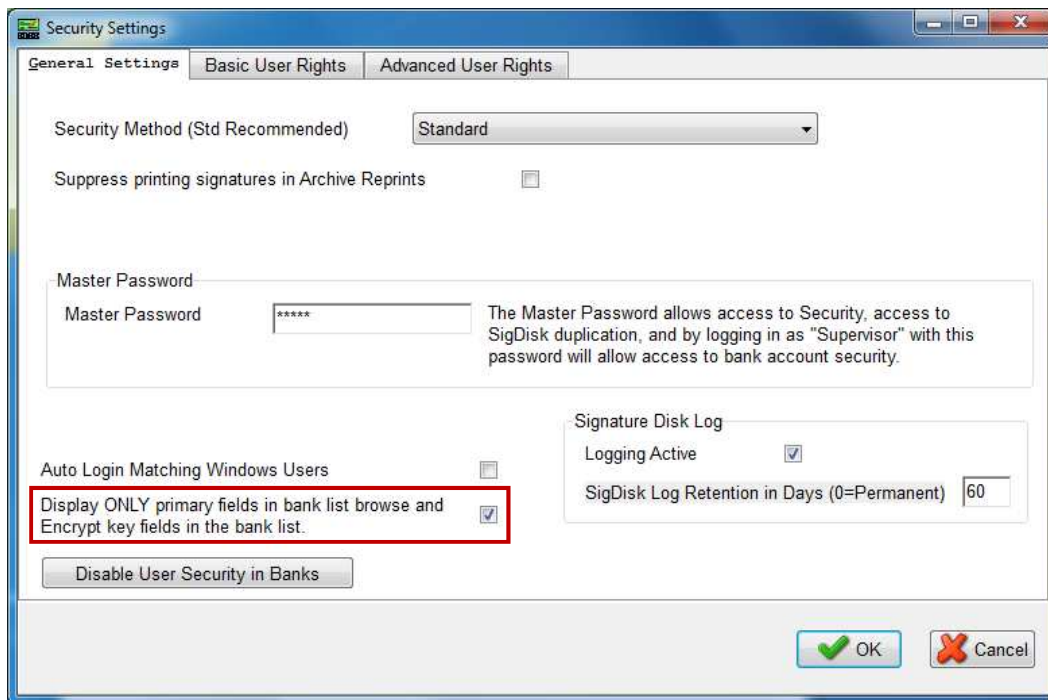 Security Settings
General Settings
Basic User Rights
Advanced User Rights
Security Method (Std Recommended)
Standard
Suppress printing signatures in Archive Reprints
Master Password
Master Password
*****
The Master Password allows access to Security, access to
SigDisk duplication, and by logging in as "Supervisor" with this
password will allow access to bank account security.
Signature Disk Log
Logging Active
SigDisk Log Retention in Days (0=Permanent)
60
Auto Login Matching Windows Users
Display ONLY primary fields in bank list browse and
Encrypt key fields in the bank list.
Disable User Security in Banks
OK
Cancel